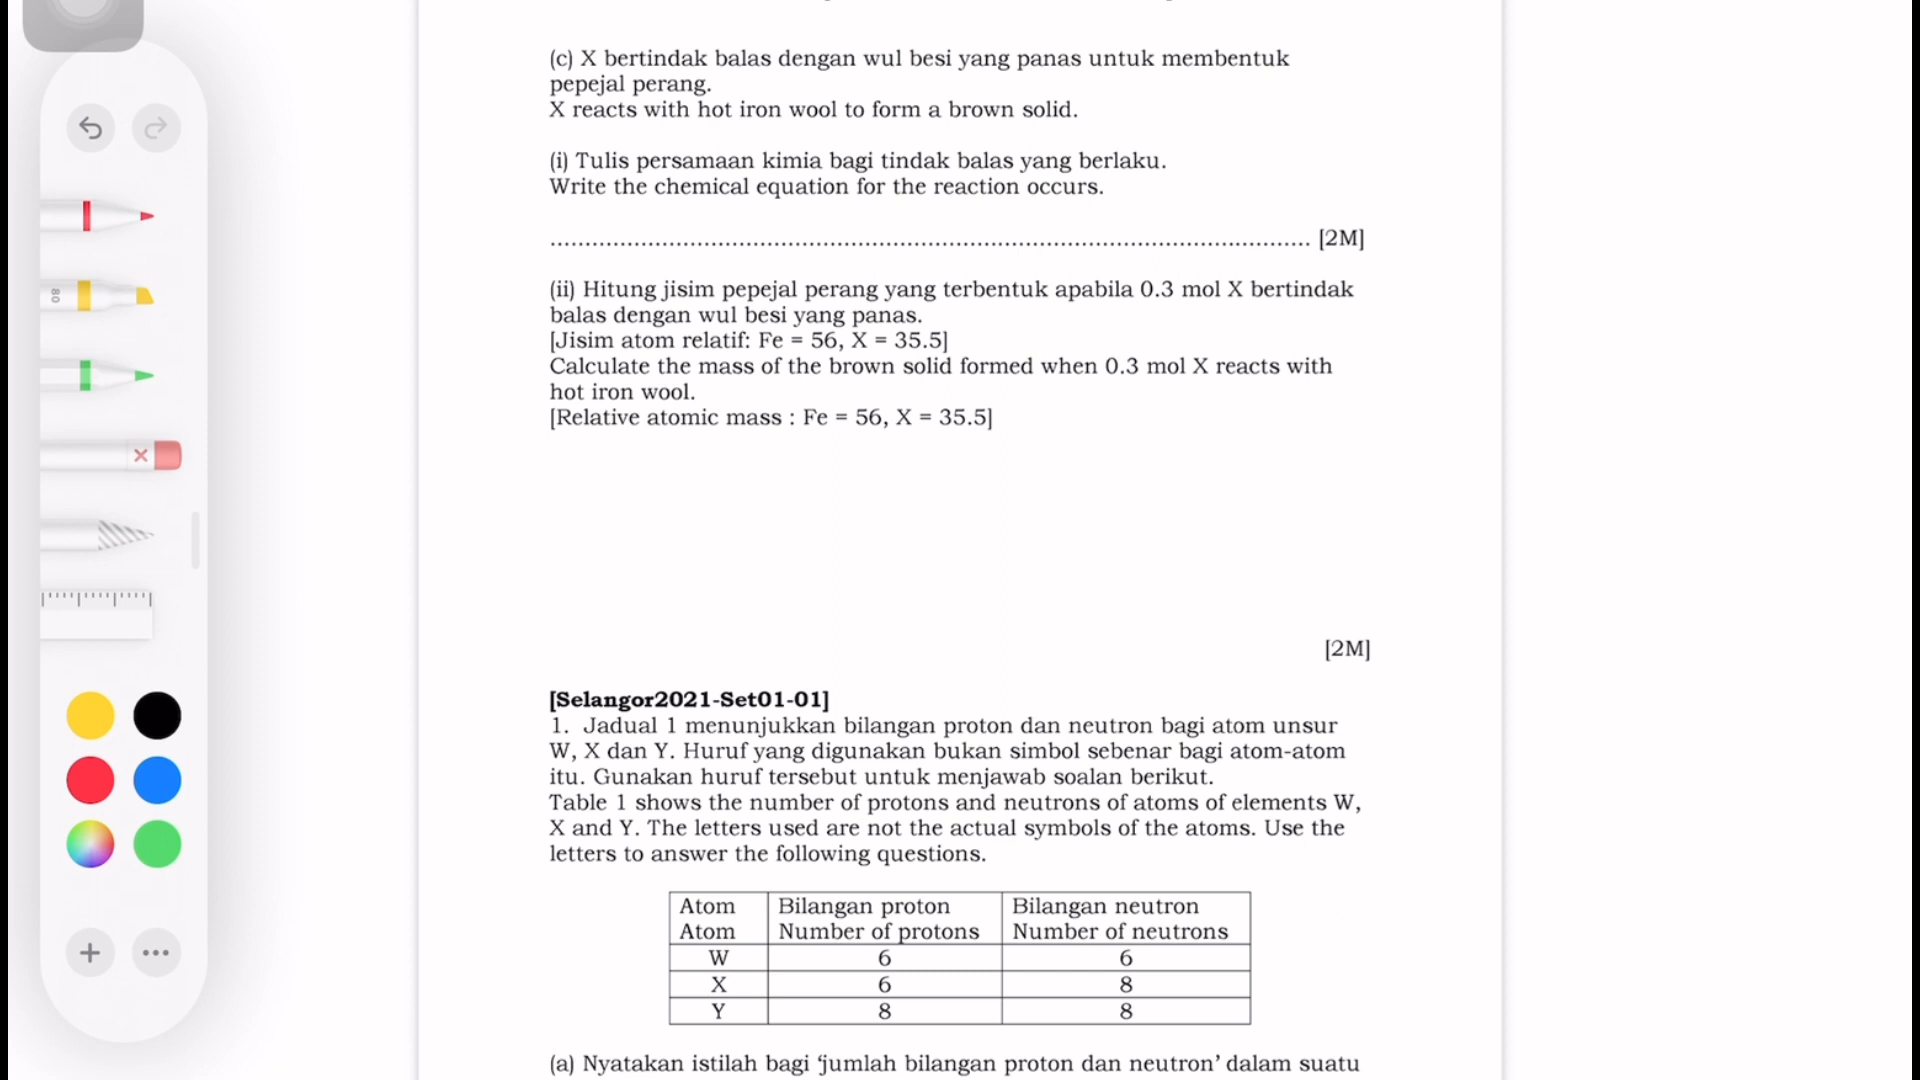 (c) X bertindak balas dengan wul besi yang panas untuk membentuk
pepejal perang.
X reacts with hot iron wool to form a brown solid.
(i) Tulis persamaan kimia bagi tindak balas yang berlaku.
Write the chemical equation for the reaction occurs.
............................................................................................................ [2M]
(ii) Hitung jisim pepejal perang yang terbentuk apabila 0.3 mol X bertindak
balas dengan wul besi yang panas.
[Jisim atom relatif: Fe = 56, X = 35.5]
Calculate the mass of the brown solid formed when 0.3 mol X reacts with
hot iron wool.
[Relative atomic mass : Fe = 56, X = 35.5]
[2M]
[Selangor2021-Set01-01]
1. Jadual 1 menunjukkan bilangan proton dan neutron bagi atom unsur
W, X dan Y. Huruf yang digunakan bukan simbol sebenar bagi atom-atom
itu. Gunakan huruf tersebut untuk menjawab soalan berikut.
Table 1 shows the number of protons and neutrons of atoms of elements W,
X and Y. The letters used are not the actual symbols of the atoms. Use the
letters to answer the following questions.
Atom Bilangan proton Bilangan neutron
Atom Number of protons Number of neutrons
W 6 6
X 6 8
Y 8 8
(a) Nyatakan istilah bagi ‘jumlah bilangan proton dan neutron’ dalam suatu
80